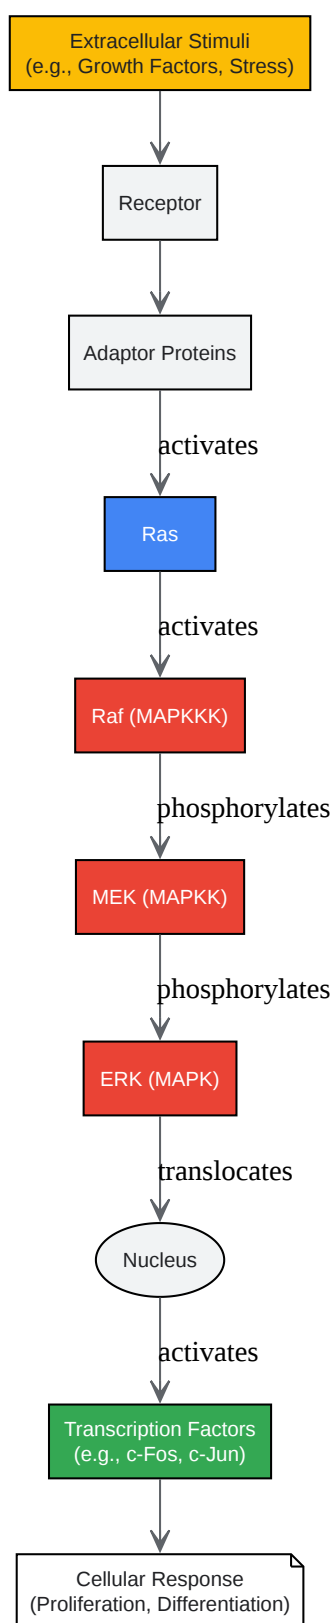 Extracellular Stimuli
(e.g., Growth Factors, Stress)
Receptor
Adaptor Proteins
activates
Ras
activates
Raf (MAPKKK)
phosphorylates
MEK (MAPKK)
phosphorylates
ERK (MAPK)
translocates
Nucleus
activates
Transcription Factors
(e.g., c-Fos, c-Jun)
Cellular Response
(Proliferation, Differentiation)